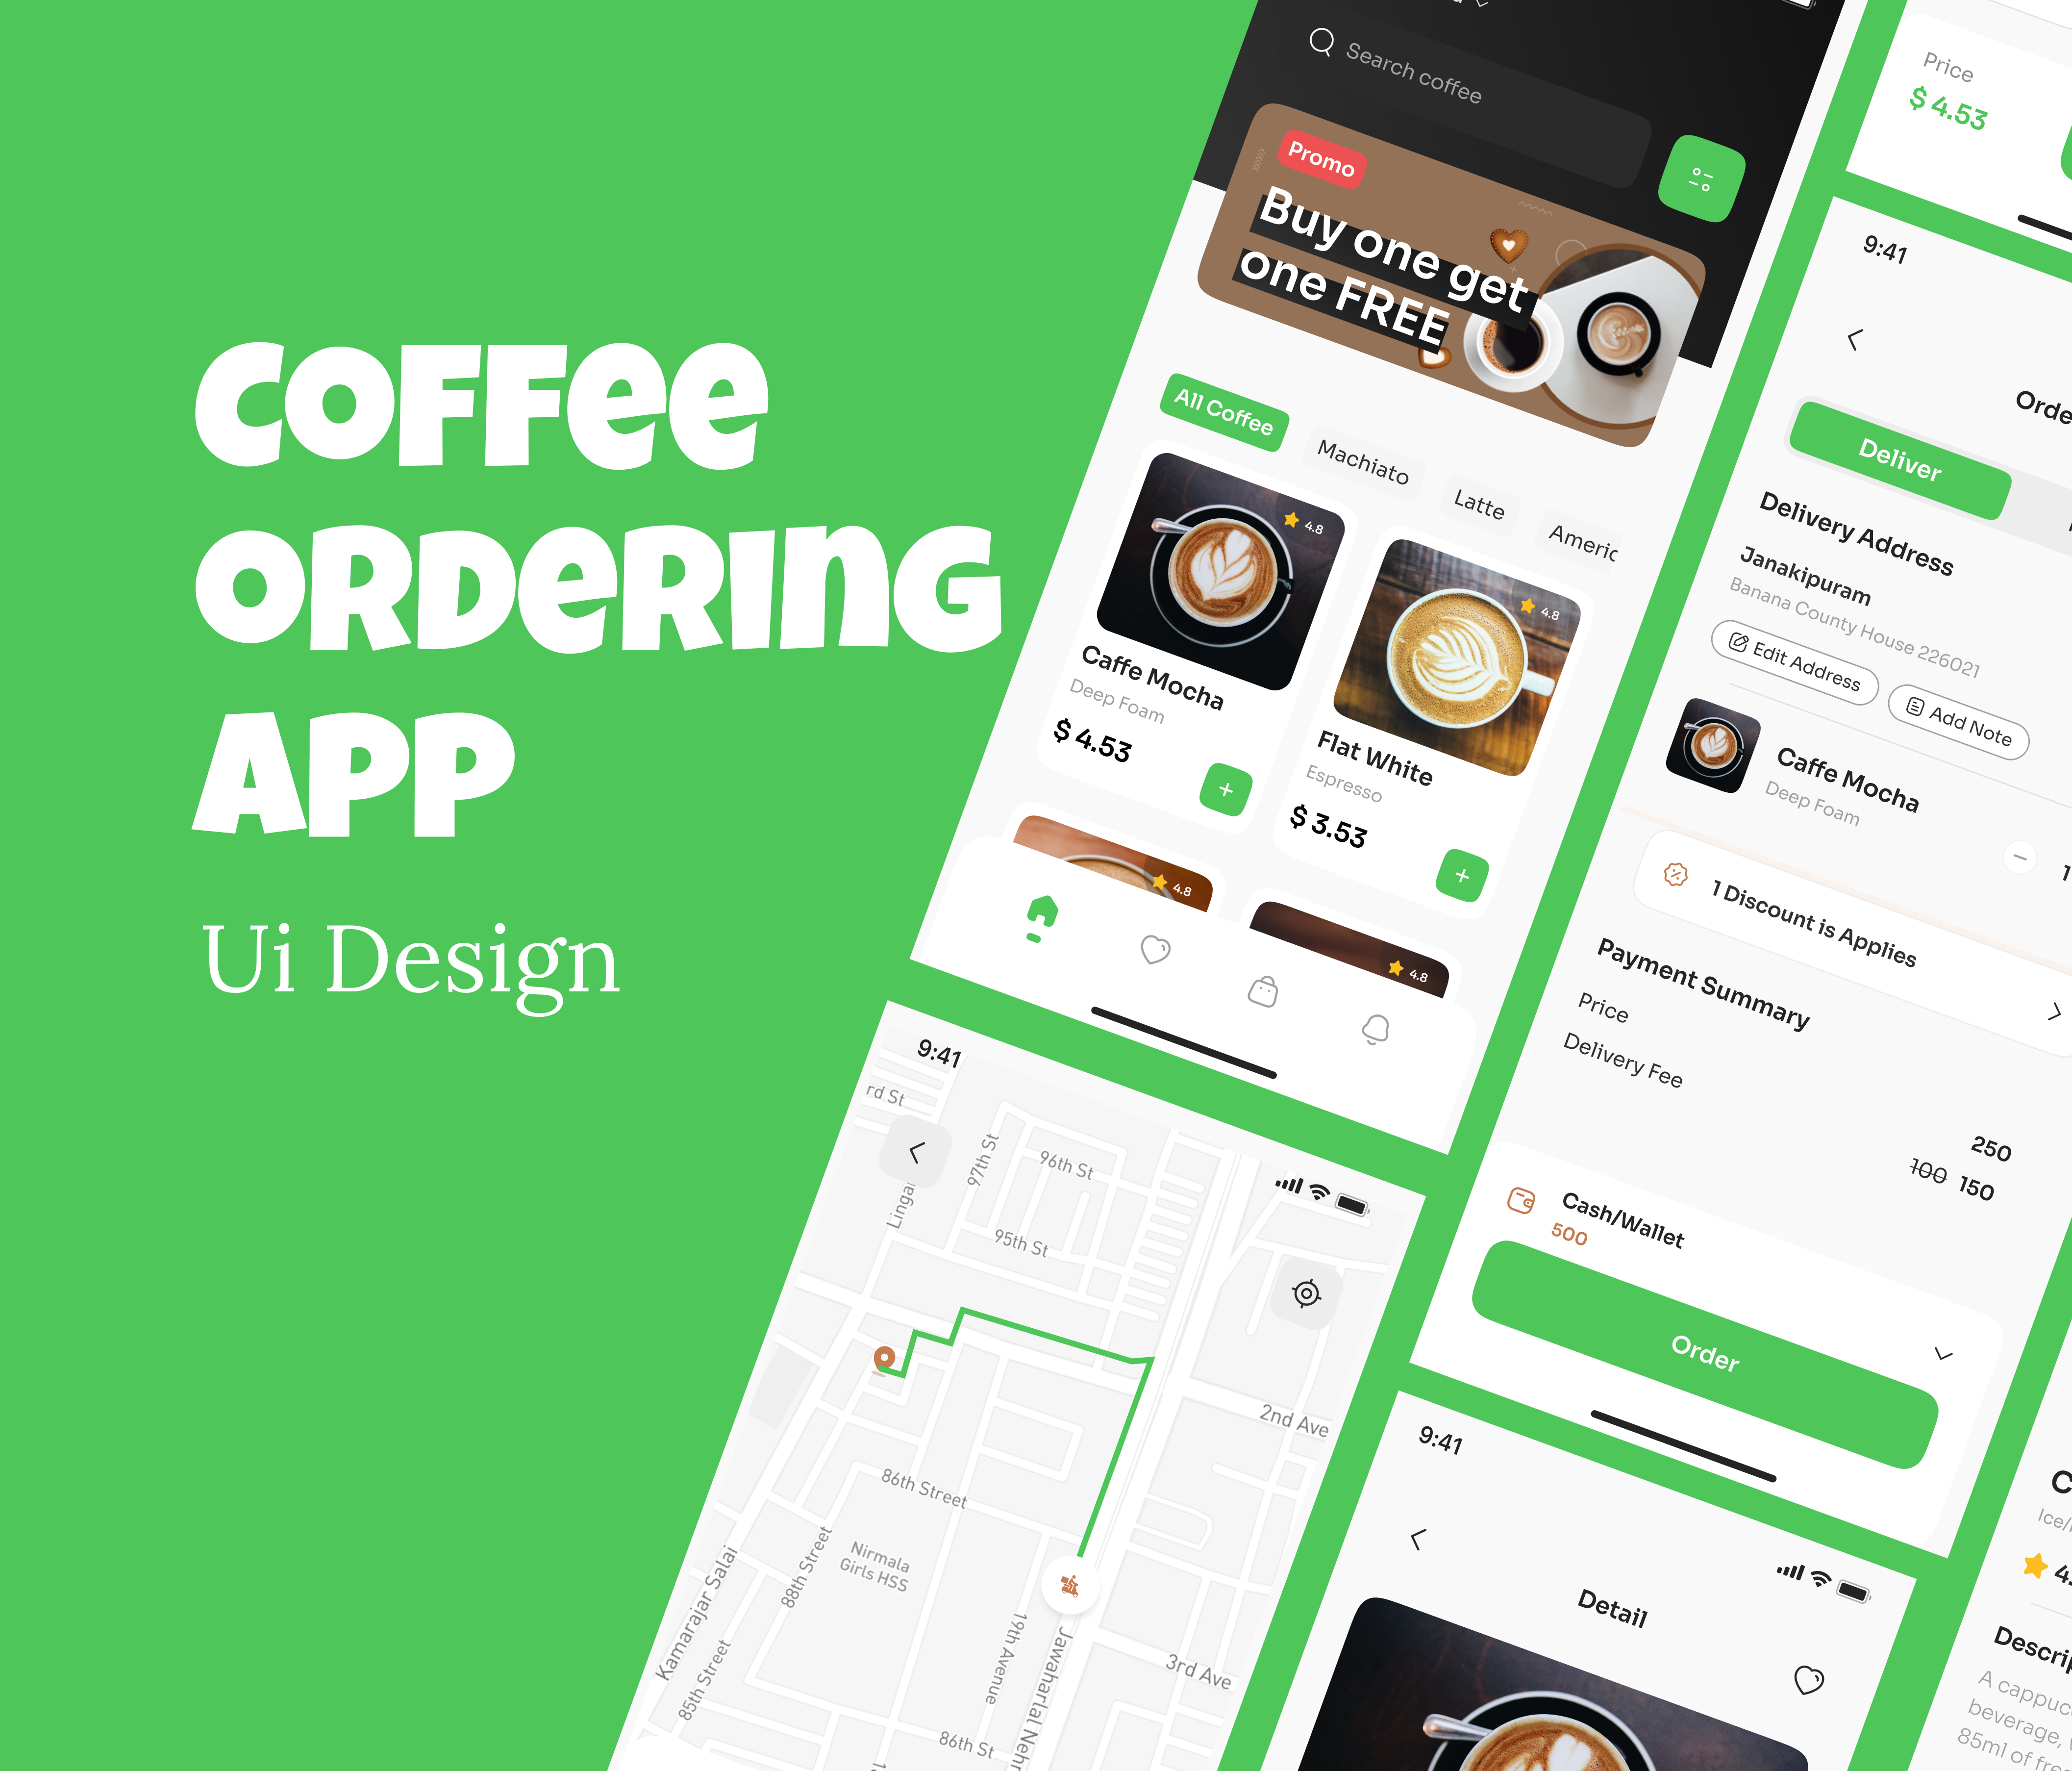 COFFee
ORDeRING
APP
Ui Design
Search coffee
Promo
Buy one get
one FREE
All Coffee
Machiato
Latte
Americ
4.8
4.8
Caffe Mocha
Deep Foam
$ 4.53
+
Flat White
Espresso
$ 3.53
+
4.8
4.8
9:41
rd St
97th St
96th St
95th St
2nd Ave
86th Street
88th Street
Nirmala
Girls HSS
Kamarajar Salai
85th Street
19th Avenue
3rd Ave
86th St
Price
$ 4.53
9:41
Orde
Deliver
Delivery Address
Janakipuram
Banana County House 226021
Edit Address
Add Note
Caffe Mocha
Deep Foam
1
1 Discount is Applies
Payment Summary
Price
Delivery Fee
250
100 150
Cash/Wallet
500
Order
9:41
Detail
Ice/
4.
Descrip
A cappuc
beverage,
85ml of fre